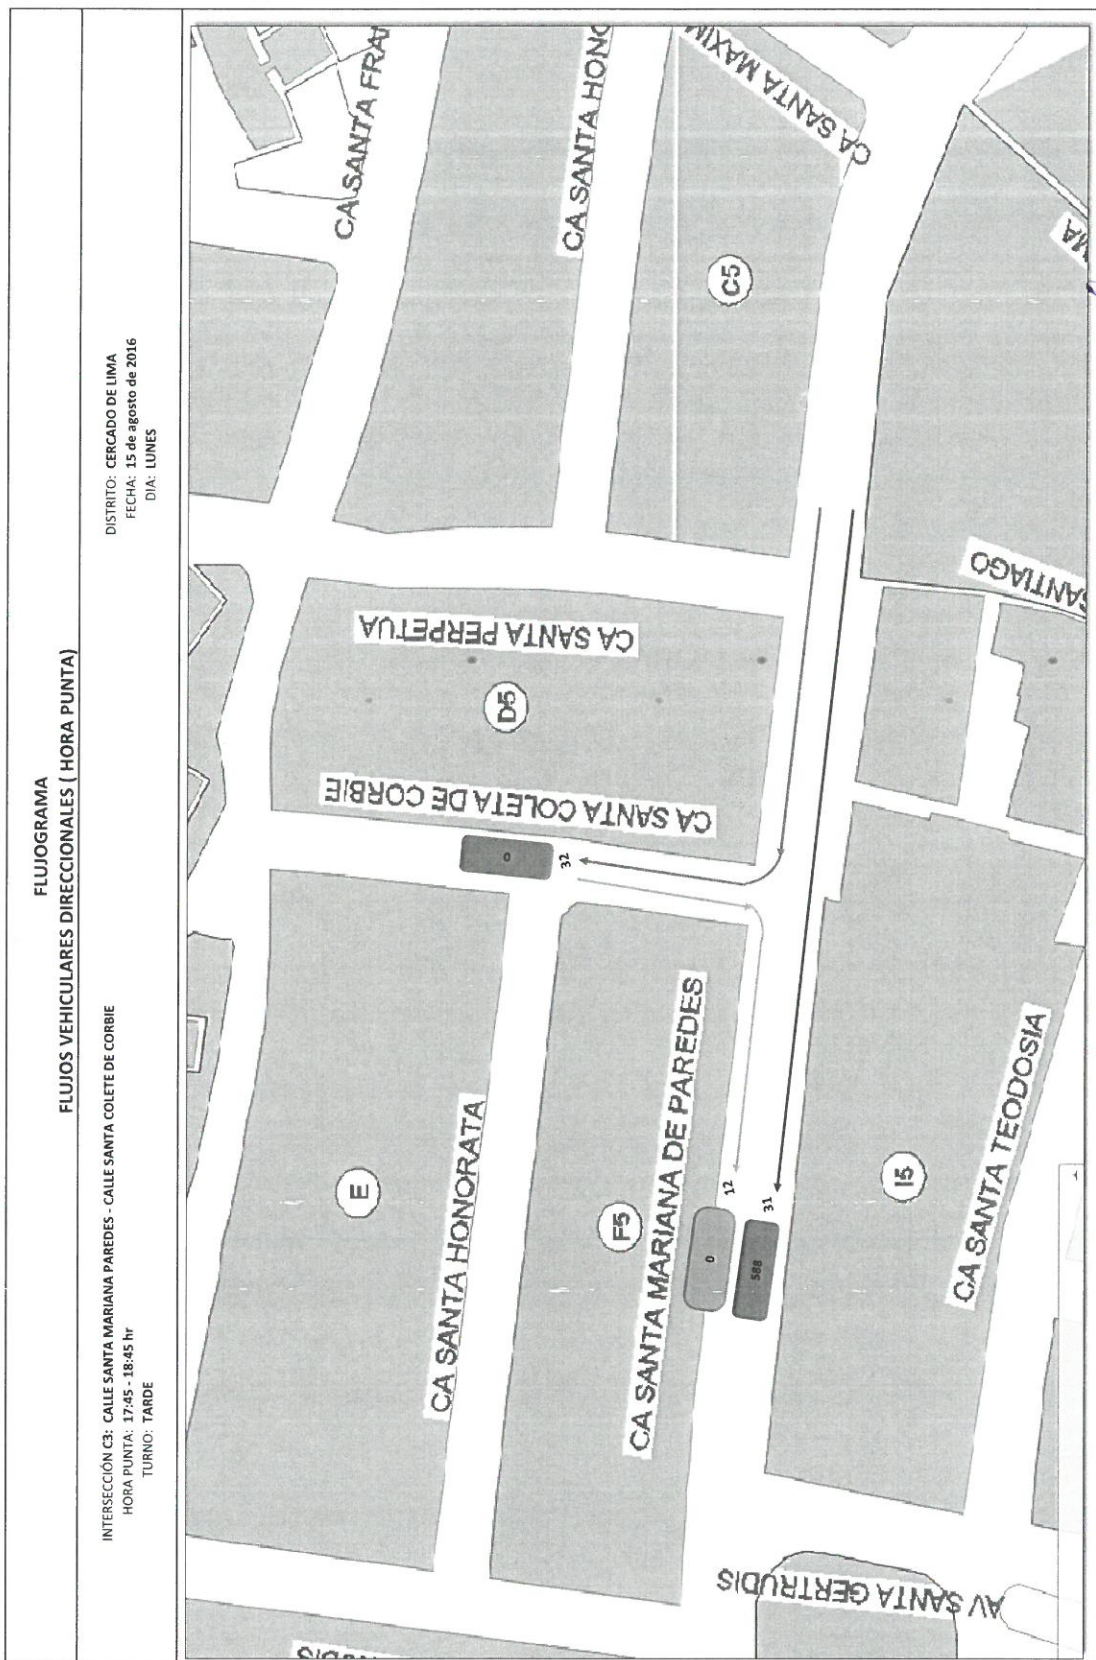 FLUJOGRAMA
FLUJOS VEHICULARES DIRECCIONALES ( HORA PUNTA)
INTERSECCIÓN C3: CALLE SANTA MARIANA PAREDES - CALLE SANTA COLETE DE CORBIE
HORA PUNTA: 17:45 - 18:45 hr
TURNO: TARDE
DISTRITO: CERCADO DE LIMA
FECHA: 15 de agosto de 2016
DIA: LUNES
CA SANTA FRA
CA SANTA HONO
CA SANTA MAXIM
C5
MA
SANTIAGO
CA SANTA PERPETUA
D5
CA SANTA COLETA DE CORBIE
0
32
E
CA SANTA HONORATA
F5
CA SANTA MARIANA DE PAREDES
12
0
31
588
I5
CA SANTA TEODOSIA
AV SANTA GERTRUDIS
UDIS